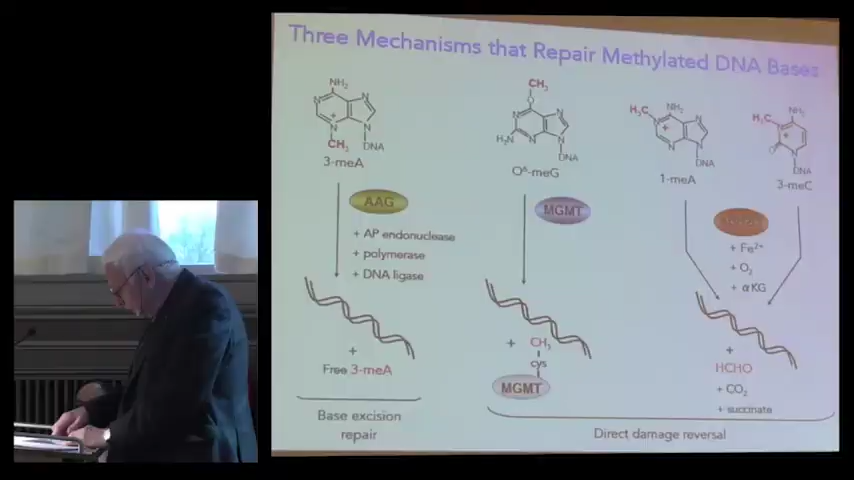 Three Mechanisms that Repair Methylated DNA Bases
NH₂
N
N
N
N
+
CH₃
DNA
3-meA
AAG
+ AP endonuclease
+ polymerase
+ DNA ligase
+
Free 3-meA
Base excision
repair
CH₃
O
N
N
H₂N
N
N
DNA
O⁶-meG
MGMT
+ CH₃
cys
MGMT
H₃C
NH₂
N
N
N
N
+
DNA
1-meA
H₃C
NH₂
N
+
O
N
DNA
3-meC
+ Fe²⁺
+ O₂
+ αKG
+
HCHO
+ CO₂
+ succinate
Direct damage reversal